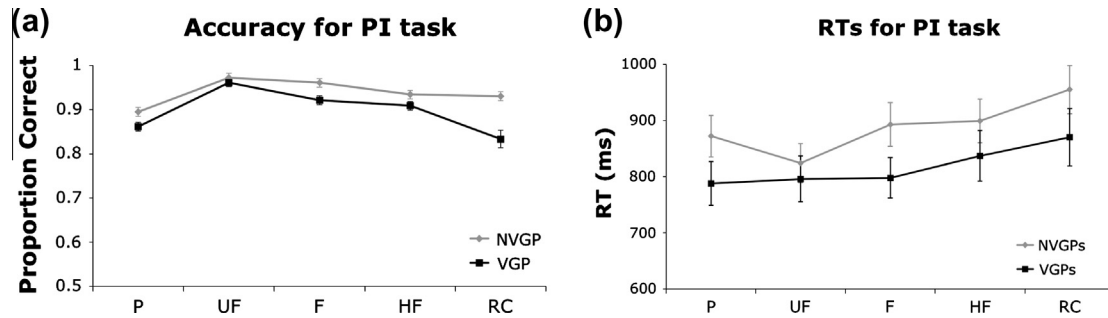 (a)
Accuracy for PI task
Proportion Correct
1
0.9
0.8
0.7
0.6
0.5
NVGP
VGP
P UF F HF RC
(b)
RTs for PI task
RT (ms)
1000
900
800
700
600
NVGPs
VGPs
P UF F HF RC